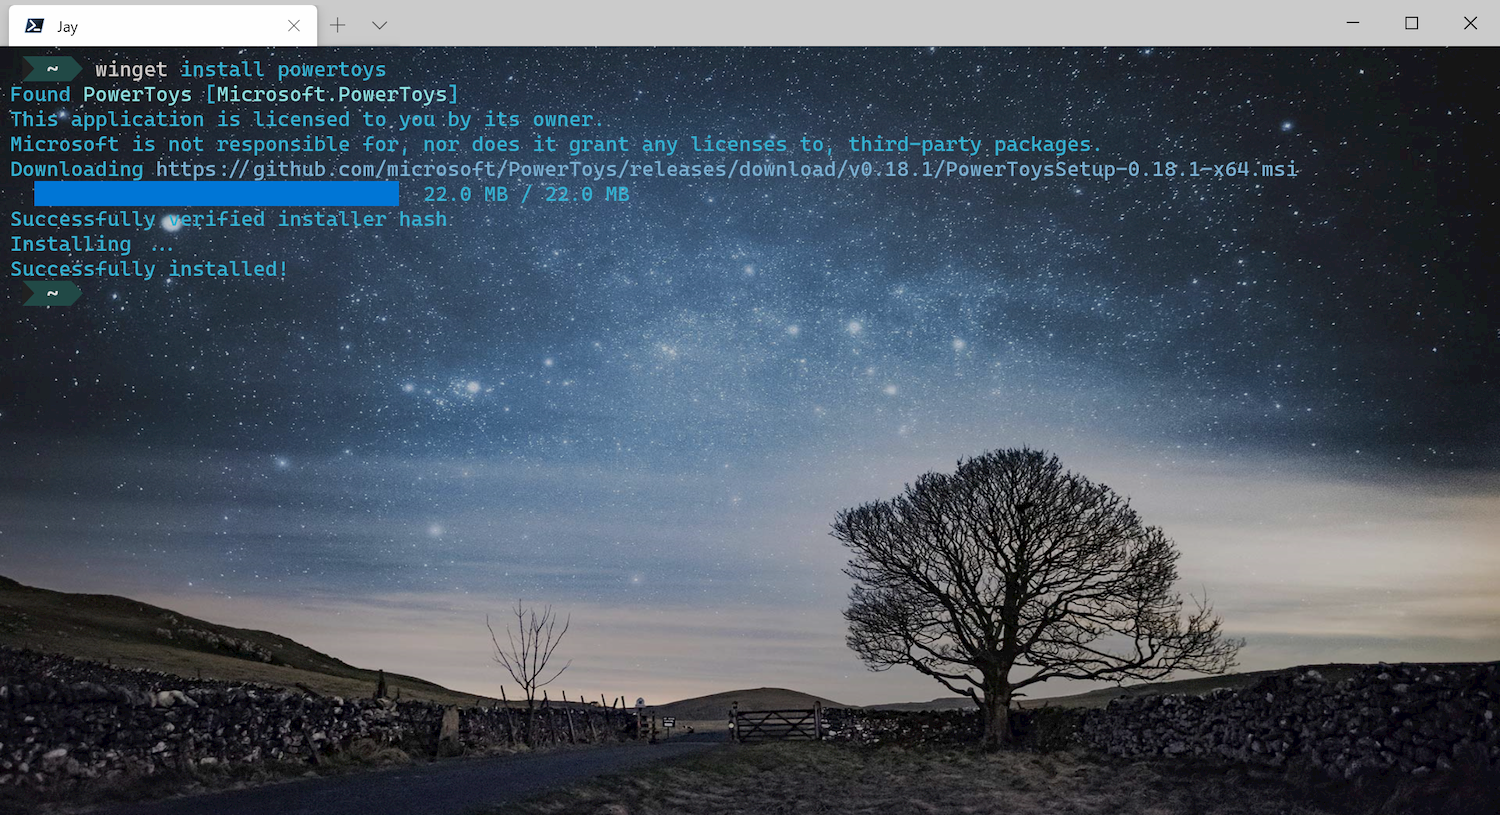 Jay
~ winget install powertoys
Found PowerToys [Microsoft.PowerToys]
This application is licensed to you by its owner.
Microsoft is not responsible for, nor does it grant any licenses to, third-party packages.
Downloading https://github.com/microsoft/PowerToys/releases/download/v0.18.1/PowerToysSetup-0.18.1-x64.msi
22.0 MB / 22.0 MB
Successfully verified installer hash
Installing ...
Successfully installed!
~